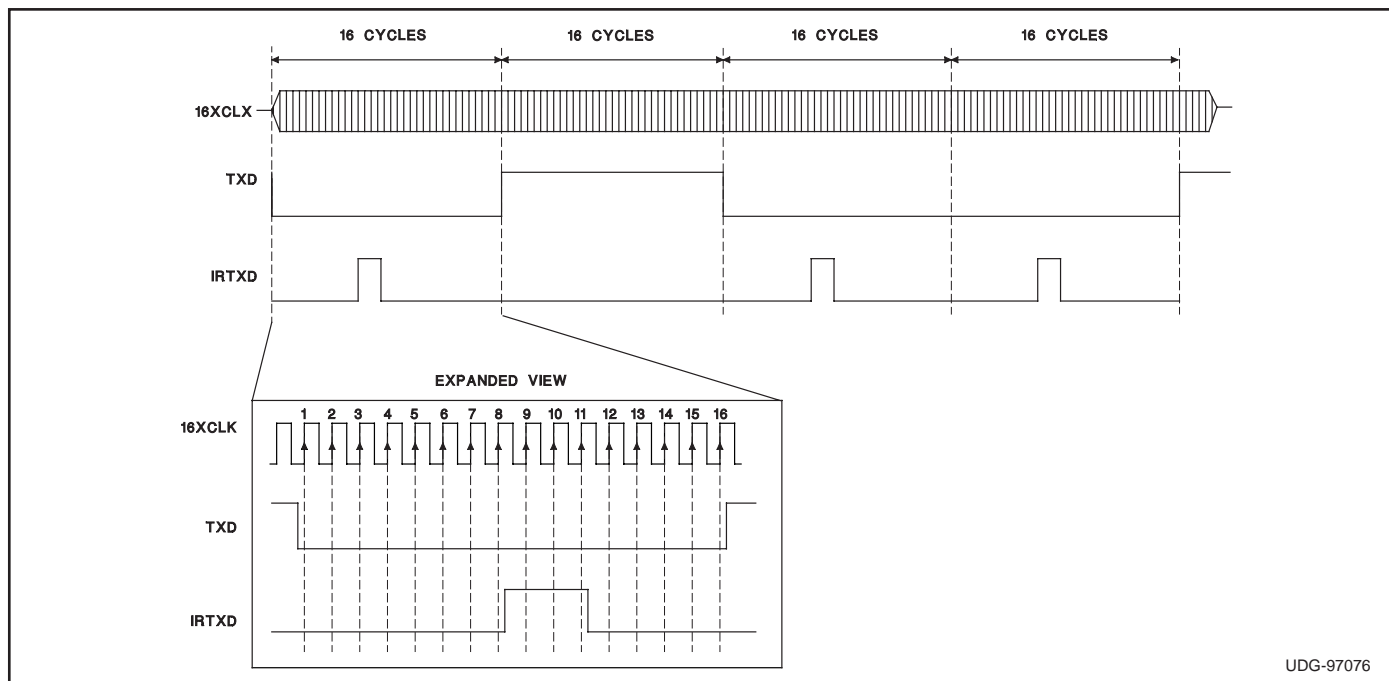 16 CYCLES 16 CYCLES 16 CYCLES 16 CYCLES
16XCLX
TXD
IRTXD
EXPANDED VIEW
1 2 3 4 5 6 7 8 9 10 11 12 13 14 15 16
16XCLK
TXD
IRTXD
UDG-97076